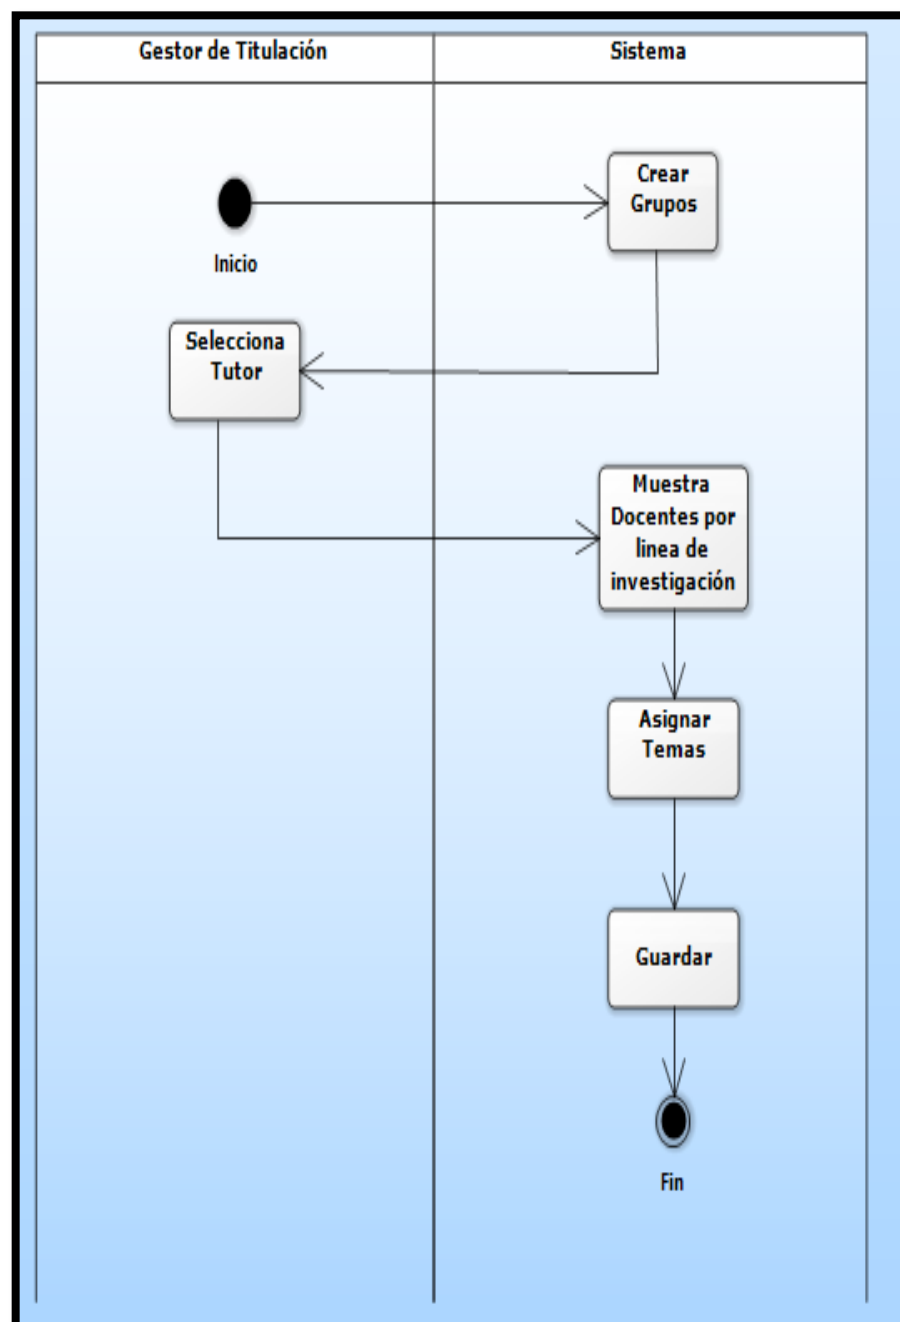 Gestor de Titulación
Sistema
Crear
Grupos
Inicio
Selecciona
Tutor
Muestra
Docentes por
linea de
investigación
Asignar
Temas
Guardar
Fin